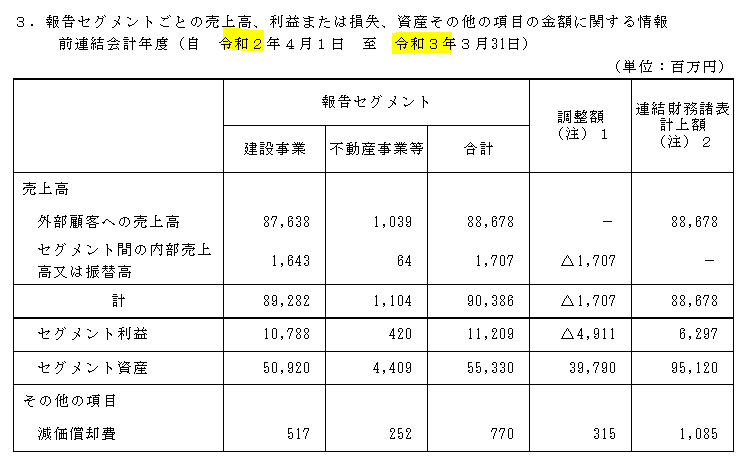 ３．報告セグメントごとの売上高、利益または損失、資産その他の項目の金額に関する情報
前連結会計年度（自　令和２年４月１日　至　令和３年３月31日）
（単位：百万円）
報告セグメント 調整額（注）１ 連結財務諸表計上額（注）２
建設事業 不動産事業等 合計
売上高
外部顧客への売上高 87,638 1,039 88,678 － 88,678
セグメント間の内部売上高又は振替高 1,643 64 1,707 △1,707 －
計 89,282 1,104 90,386 △1,707 88,678
セグメント利益 10,788 420 11,209 △4,911 6,297
セグメント資産 50,920 4,409 55,330 39,790 95,120
その他の項目
減価償却費 517 252 770 315 1,085